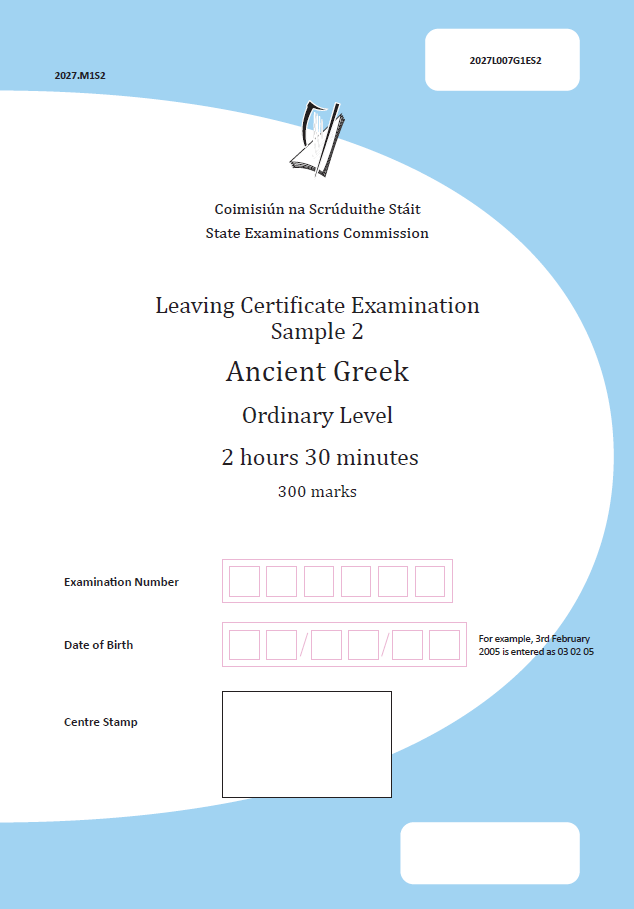 2027.M1S2
2027L007G1ES2
Coimisiún na Scrúduithe Stáit
State Examinations Commission
Leaving Certificate Examination
Sample 2
Ancient Greek
Ordinary Level
2 hours 30 minutes
300 marks
Examination Number
Date of Birth
For example, 3rd February
2005 is entered as 03 02 05
Centre Stamp